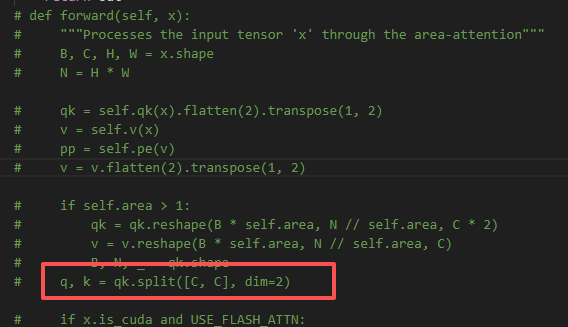 # def forward(self, x):
#     """Processes the input tensor 'x' through the area-attention"""
#     B, C, H, W = x.shape
#     N = H * W
#     qk = self.qk(x).flatten(2).transpose(1, 2)
#     v = self.v(x)
#     pp = self.pe(v)
#     v = v.flatten(2).transpose(1, 2)
#     if self.area > 1:
#         qk = qk.reshape(B * self.area, N // self.area, C * 2)
#         v = v.reshape(B * self.area, N // self.area, C)
#         B, N, _ = qk.shape
#     q, k = qk.split([C, C], dim=2)
#     if x.is_cuda and USE_FLASH_ATTN: